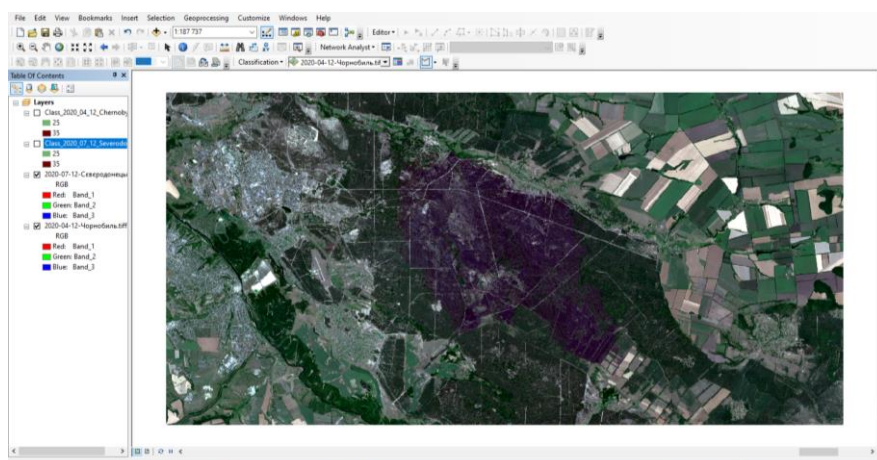 File Edit View Bookmarks Insert Selection Geoprocessing Customize Windows Help
1:187 737
Editor
Network Analyst
Classification 2020-04-12-Чорнобиль.tif
Table Of Contents
Layers
Class_2020_04_12_Chernoby
25
35
Class_2020_07_12_Severodo
25
35
2020-07-12-Северодонецьк
RGB
Red: Band_1
Green: Band_2
Blue: Band_3
2020-04-12-Чорнобиль.tiff
RGB
Red: Band_1
Green: Band_2
Blue: Band_3